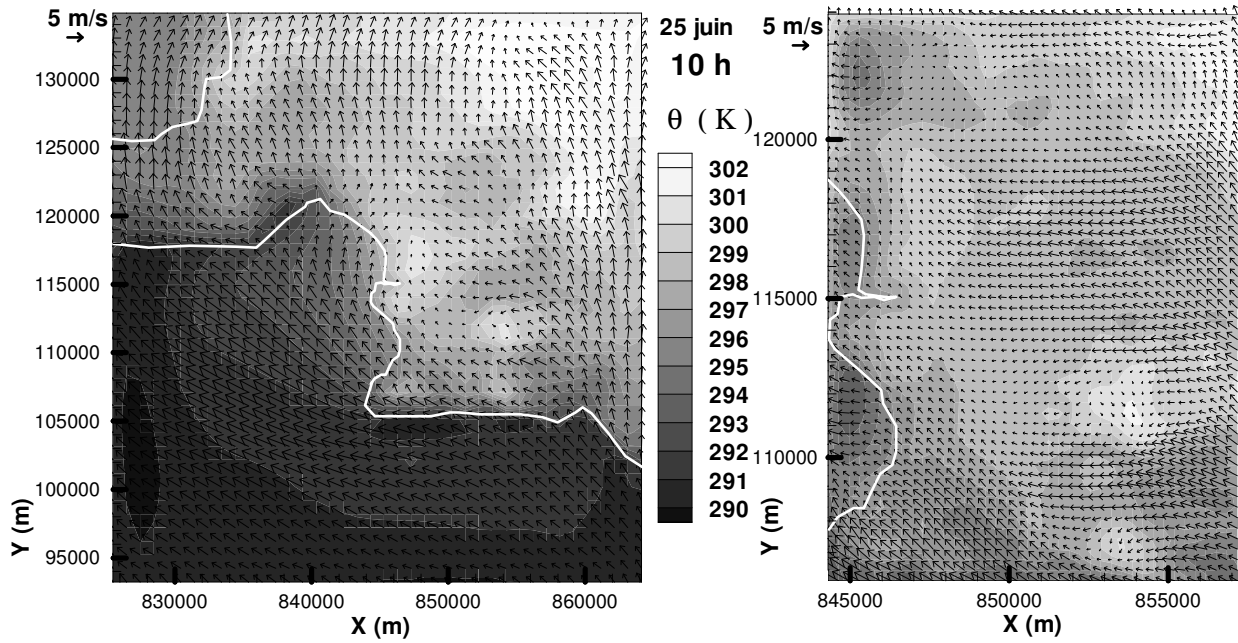 5 m/s
→
130000
125000
120000
115000
110000
105000
100000
95000
Y (m)
830000 840000 850000 860000
X (m)
25 juin
10 h
θ ( K )
302
301
300
299
298
297
296
295
294
293
292
291
290
5 m/s
→
120000
115000
110000
Y (m)
845000 850000 855000
X (m)